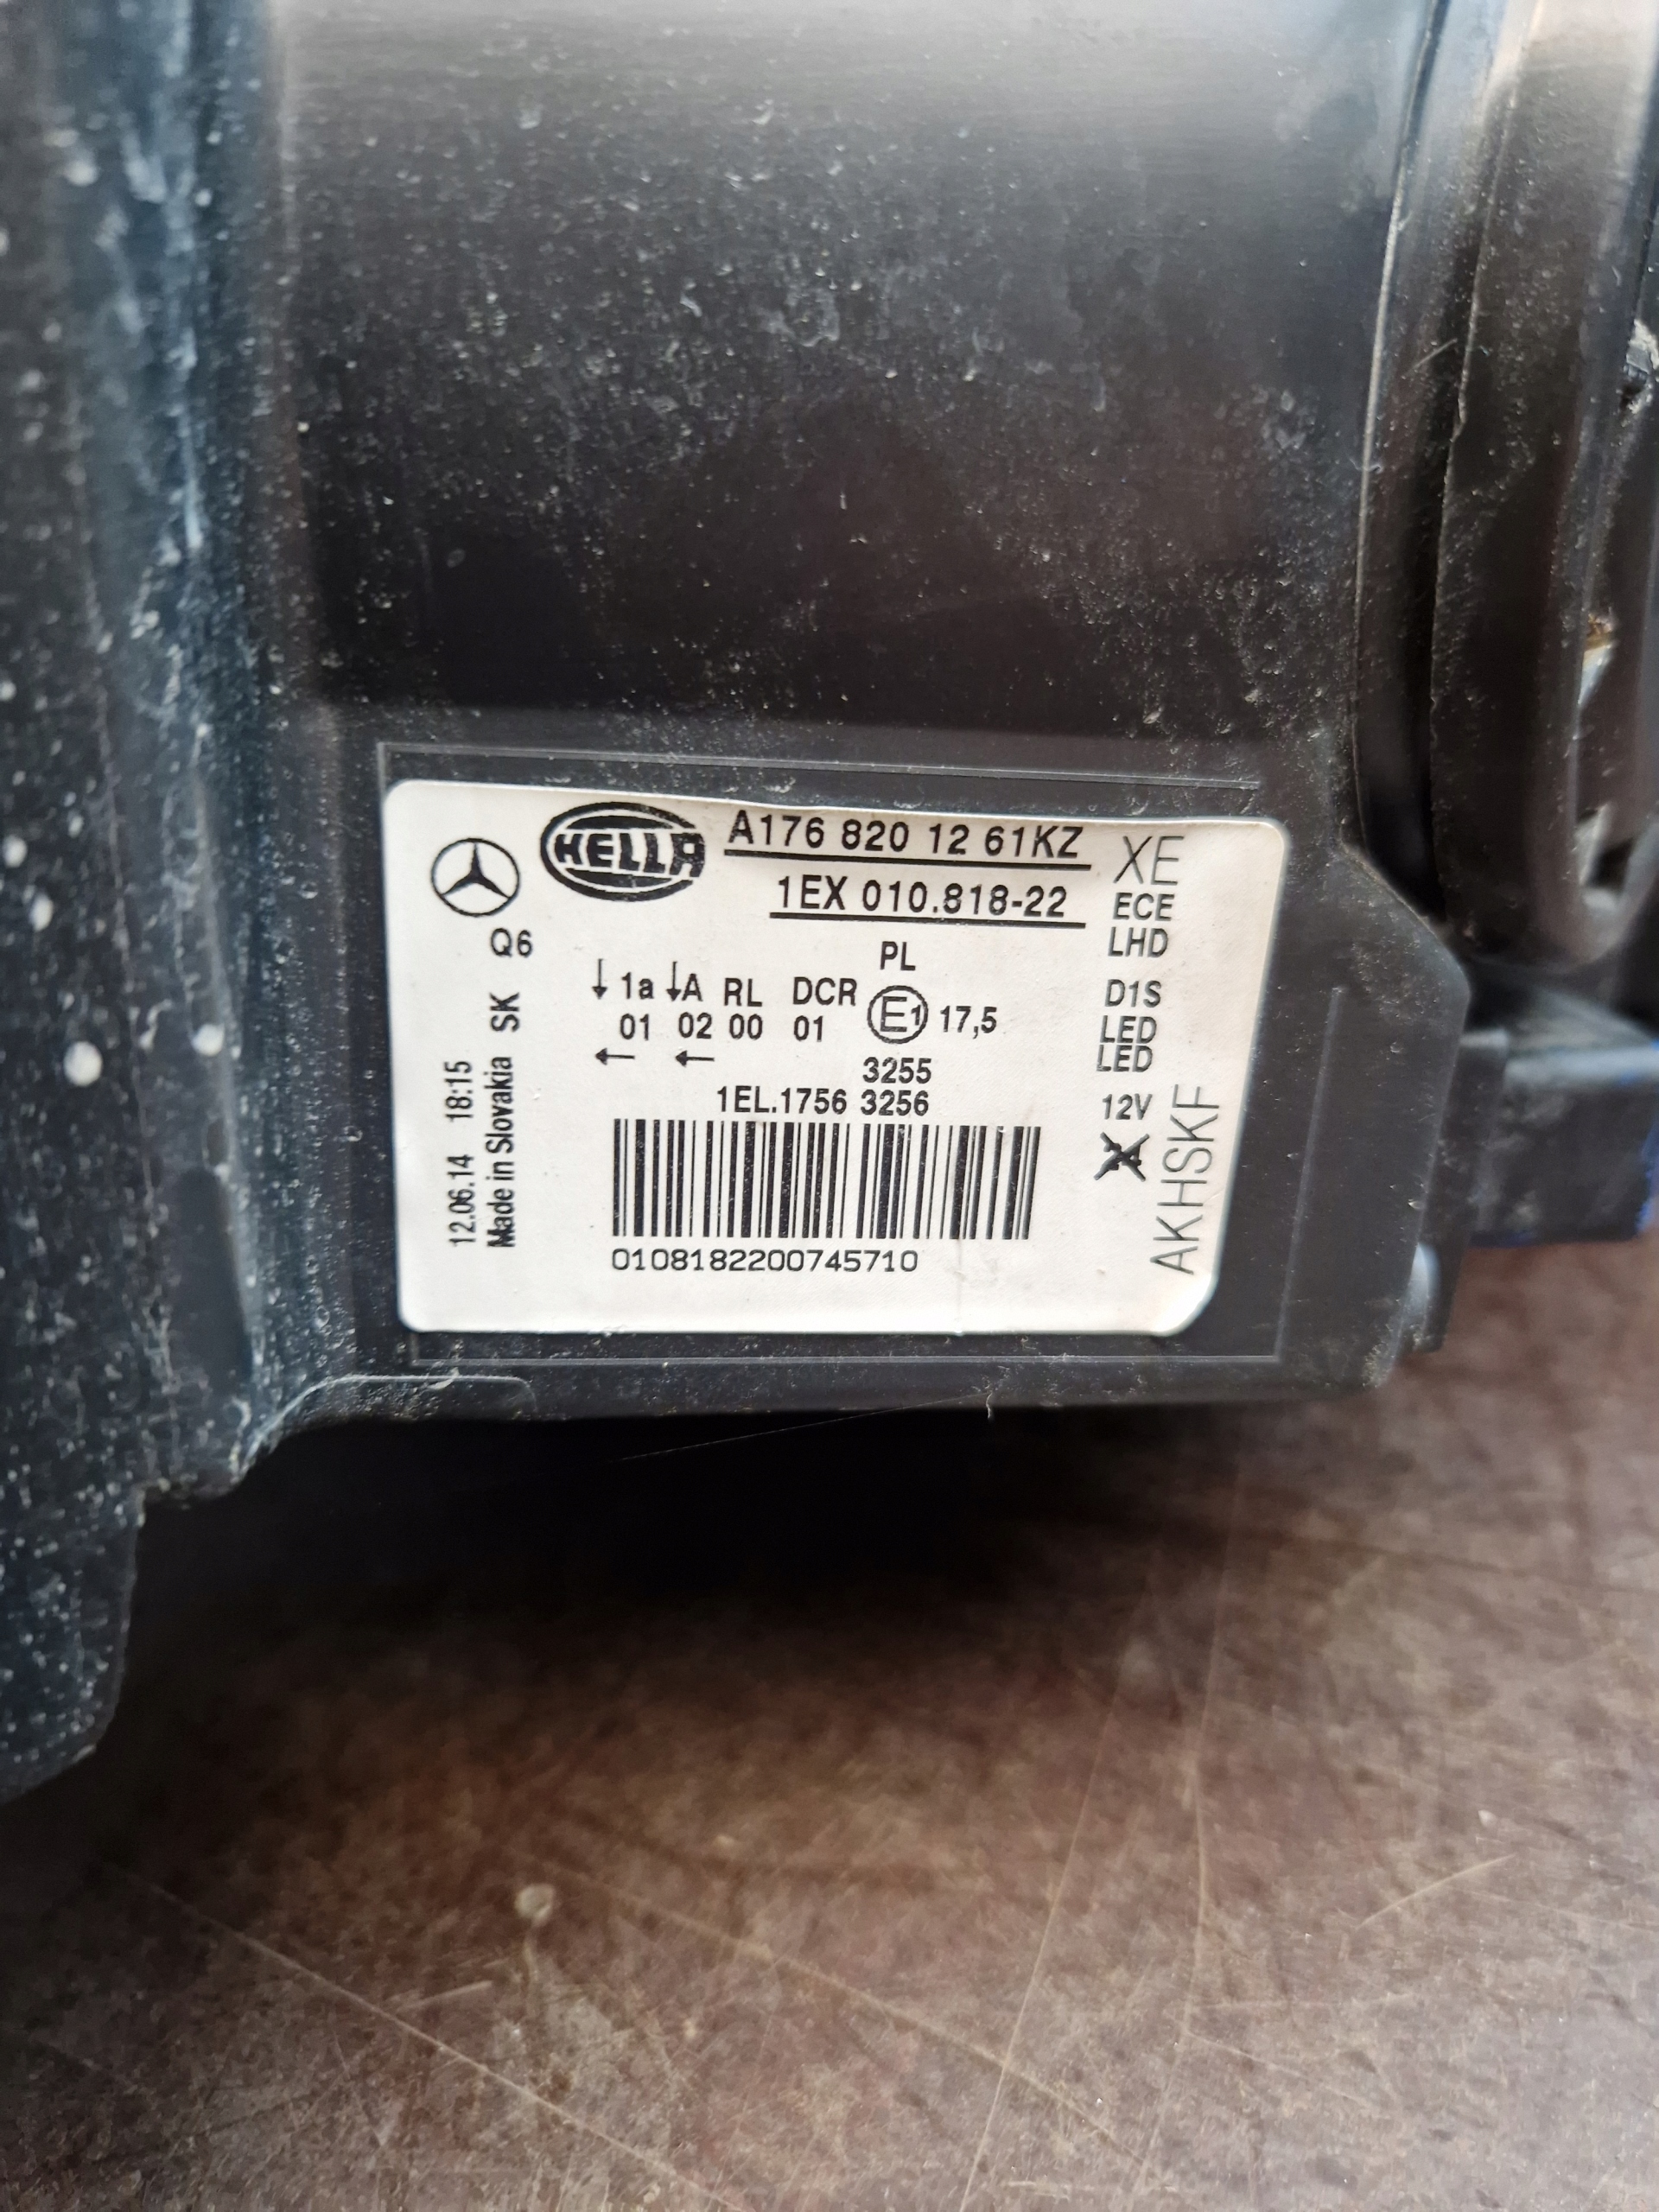 HELLA
A176 820 12 61KZ
1EX 010.818-22
XE
ECE
LHD
D1S
LED
LED
12V
AKHSKF
Q6
PL
1a A RL DCR E1 17,5
01 02 00 01
3255
1EL.1756 3256
0108182200745710
12.06.14 18:15
Made in Slovakia SK